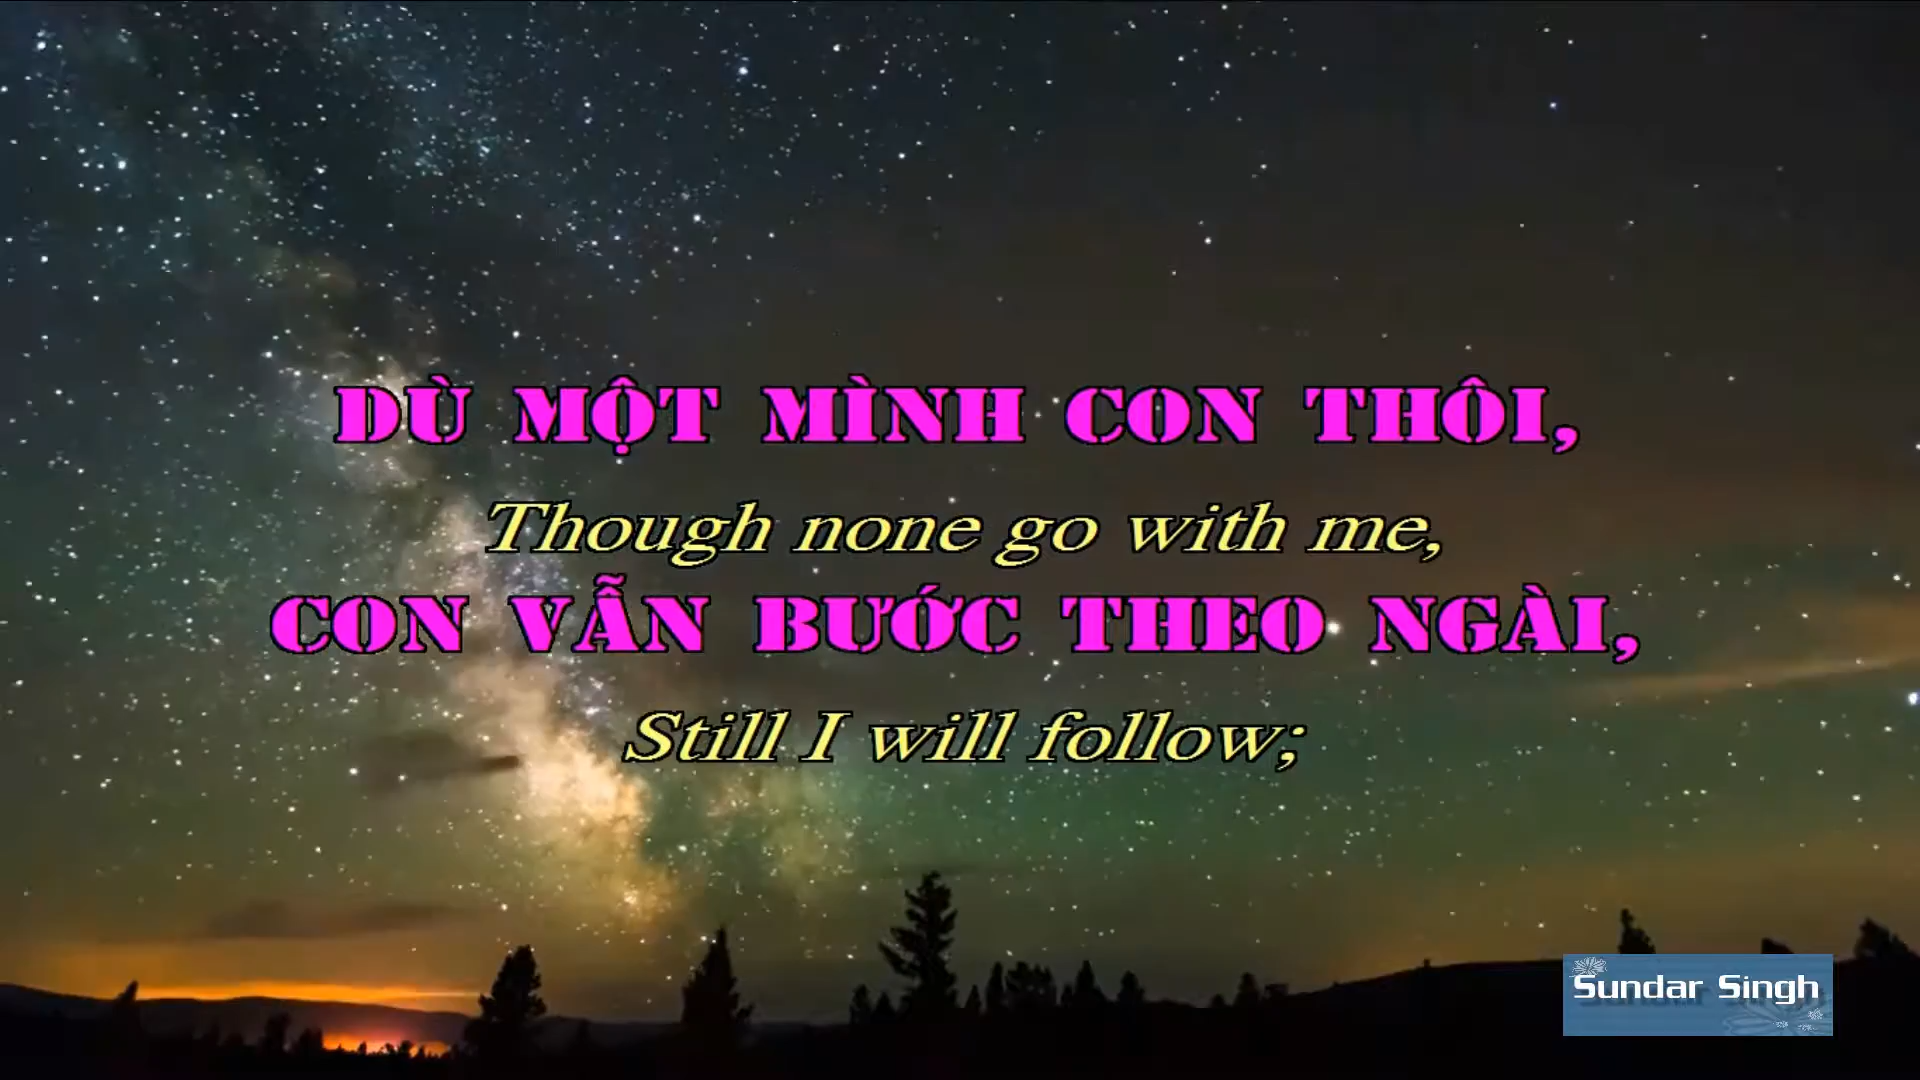 DÙ MỘT MÌNH CON THÔI,
Though none go with me,
CON VẪN BƯỚC THEO NGÀI,
Still I will follow;
Sundar Singh